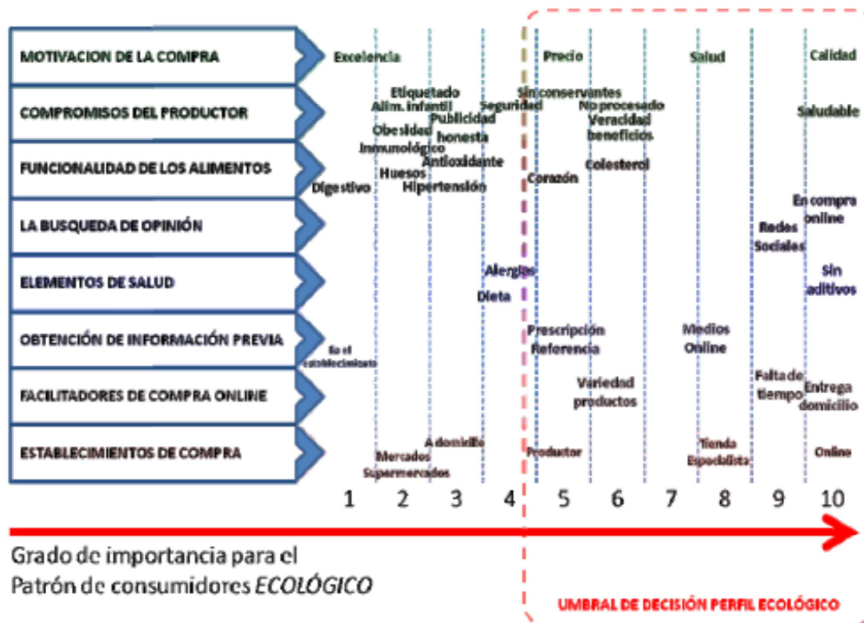 MOTIVACION DE LA COMPRA
Excelencia
Precio
Salud
Calidad
COMPROMISOS DEL PRODUCTOR
Etiquetado
Alim. infantil
Obesidad
Publicidad
honesta
Seguridad
Sin conservantes
No procesado
Veracidad
beneficios
Saludable
FUNCIONALIDAD DE LOS ALIMENTOS
Digestivo
Inmunológico
Huesos
Antioxidante
Hipertensión
Corazón
Colesterol
LA BUSQUEDA DE OPINIÓN
Redes
Sociales
En compra
online
ELEMENTOS DE SALUD
Alergias
Dieta
Sin
aditivos
OBTENCIÓN DE INFORMACIÓN PREVIA
En el
establecimiento
Prescripción
Referencia
Medios
Online
FACILITADORES DE COMPRA ONLINE
Variedad
productos
Falta de
tiempo
Entrega
domicilio
ESTABLECIMIENTOS DE COMPRA
Mercados
Supermercados
A domicilio
Productor
Tienda
Especialista
Online
1 2 3 4 5 6 7 8 9 10
Grado de importancia para el
Patrón de consumidores ECOLÓGICO
UMBRAL DE DECISIÓN PERFIL ECOLÓGICO